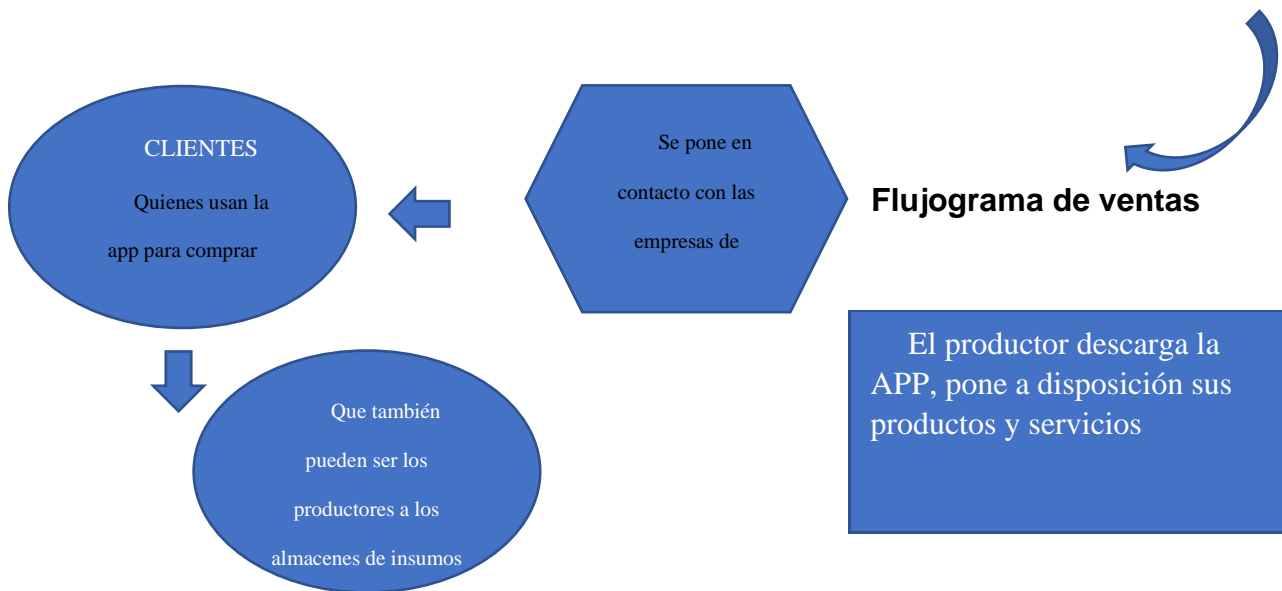 CLIENTES
Quienes usan la
app para comprar
Se pone en
contacto con las
empresas de
Flujograma de ventas
El productor descarga la
APP, pone a disposición sus
productos y servicios
Que también
pueden ser los
productores a los
almacenes de insumos